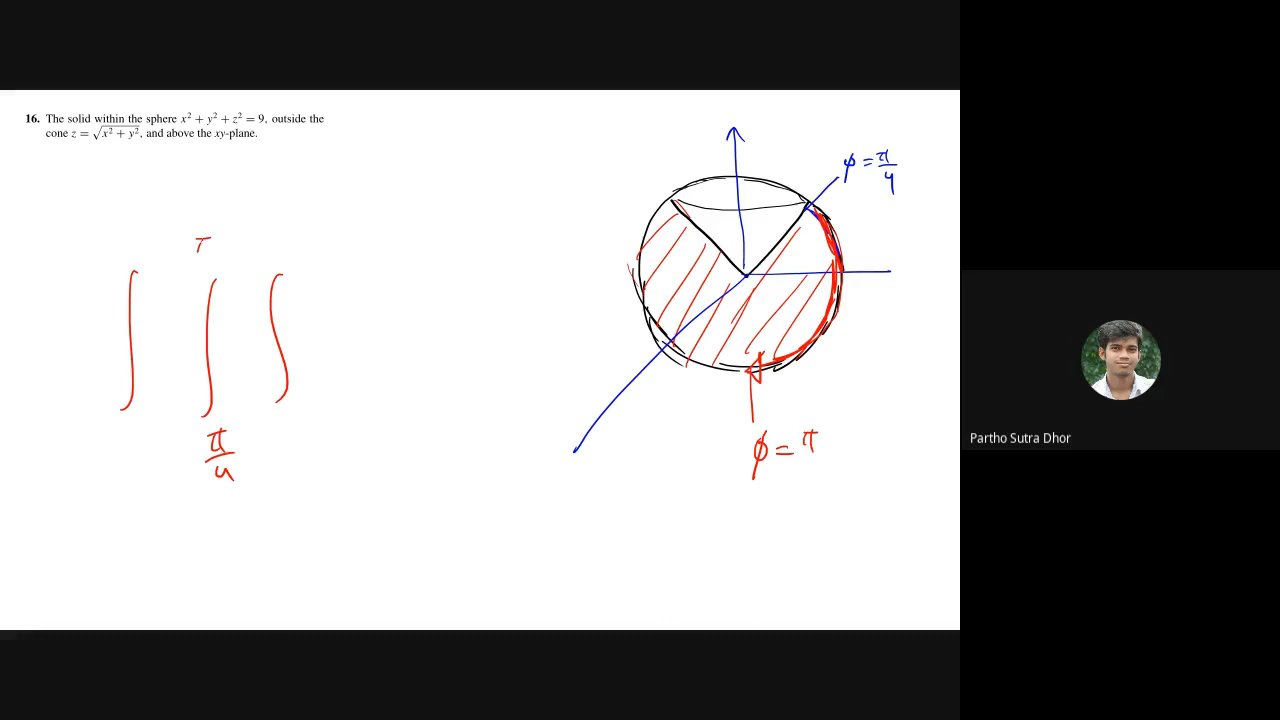 16. The solid within the sphere x² + y² + z² = 9, outside the
cone z = √(x² + y²), and above the xy-plane.
ϕ = π/4
π
∫ ∫ ∫
π/4
ϕ = π
Partho Sutra Dhor